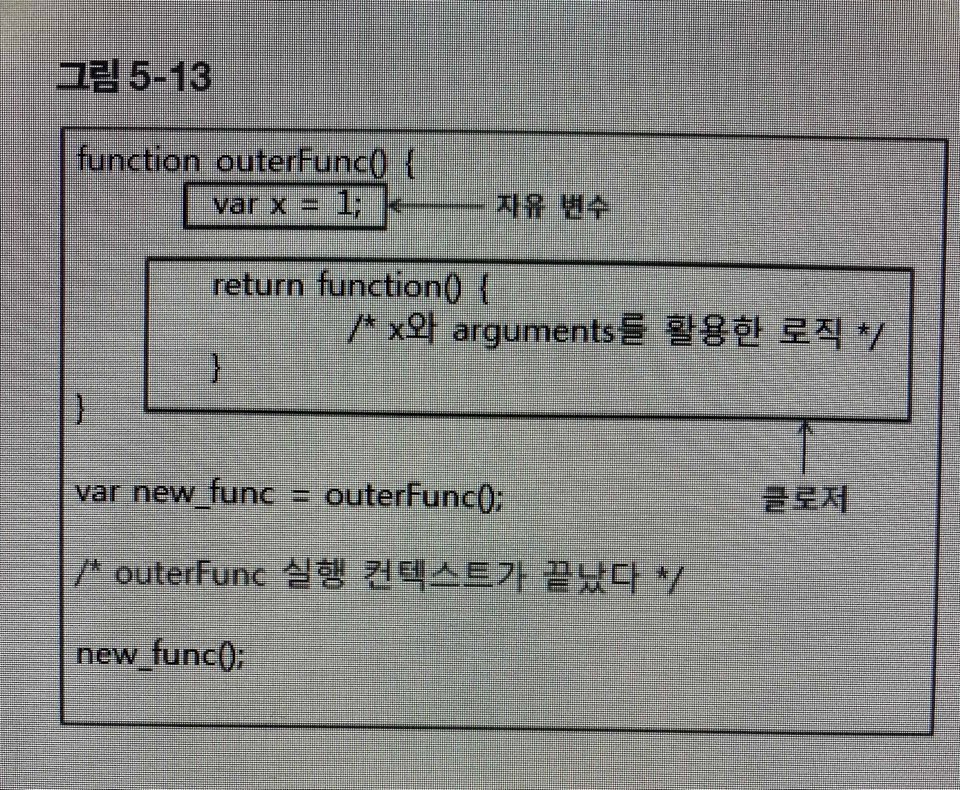 그림 5-13
function outerFunc() {
var x = 1; 자유 변수
return function() {
/* x와 arguments를 활용한 로직 */
}
}
var new_func = outerFunc(); 클로저
/* outerFunc 실행 컨텍스트가 끝났다 */
new_func();